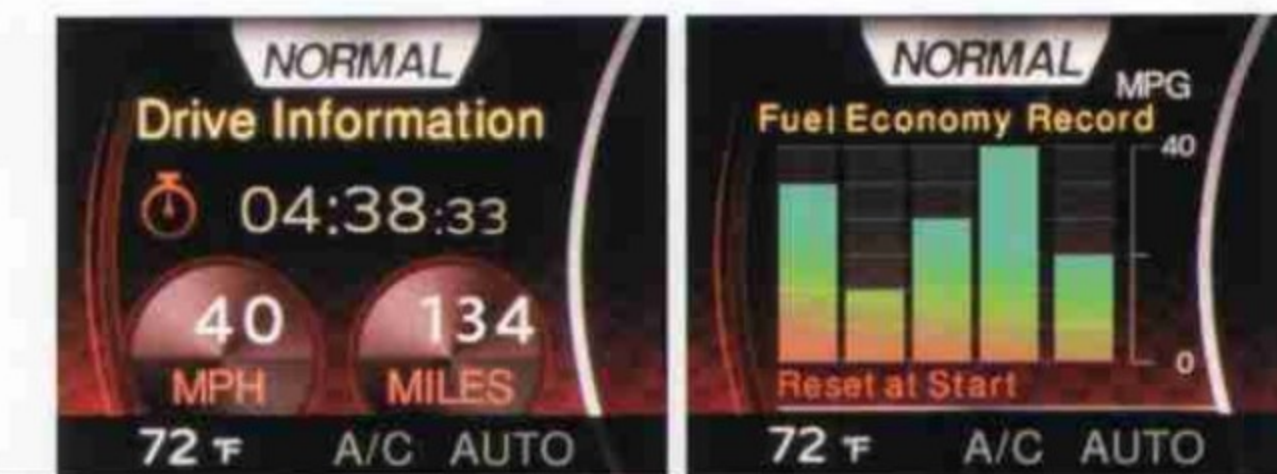 NORMAL
Drive Information
04:38:33
40
MPH
134
MILES
72 °F A/C AUTO
NORMAL
MPG
Fuel Economy Record
40
0
Reset at Start
72 °F A/C AUTO